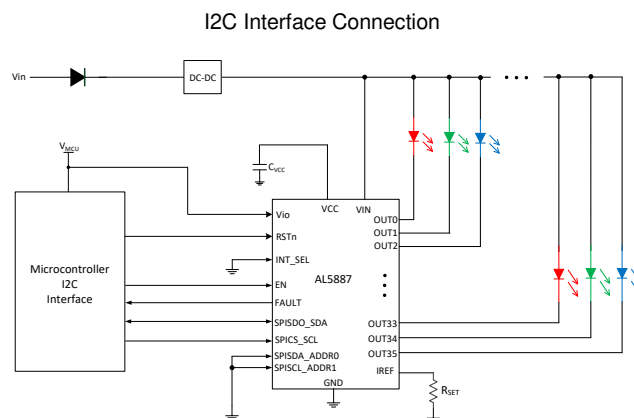 I2C Interface Connection
Vin
DC-DC
VMCU
CVCC
VCC
VIN
Vio
OUT0
RSTn
OUT1
OUT2
INT_SEL
Microcontroller
I2C
Interface
AL5887
EN
FAULT
SPISDO_SDA
OUT33
SPICS_SCL
OUT34
SPISDA_ADDR0
OUT35
SPISCL_ADDR1
IREF
GND
RSET